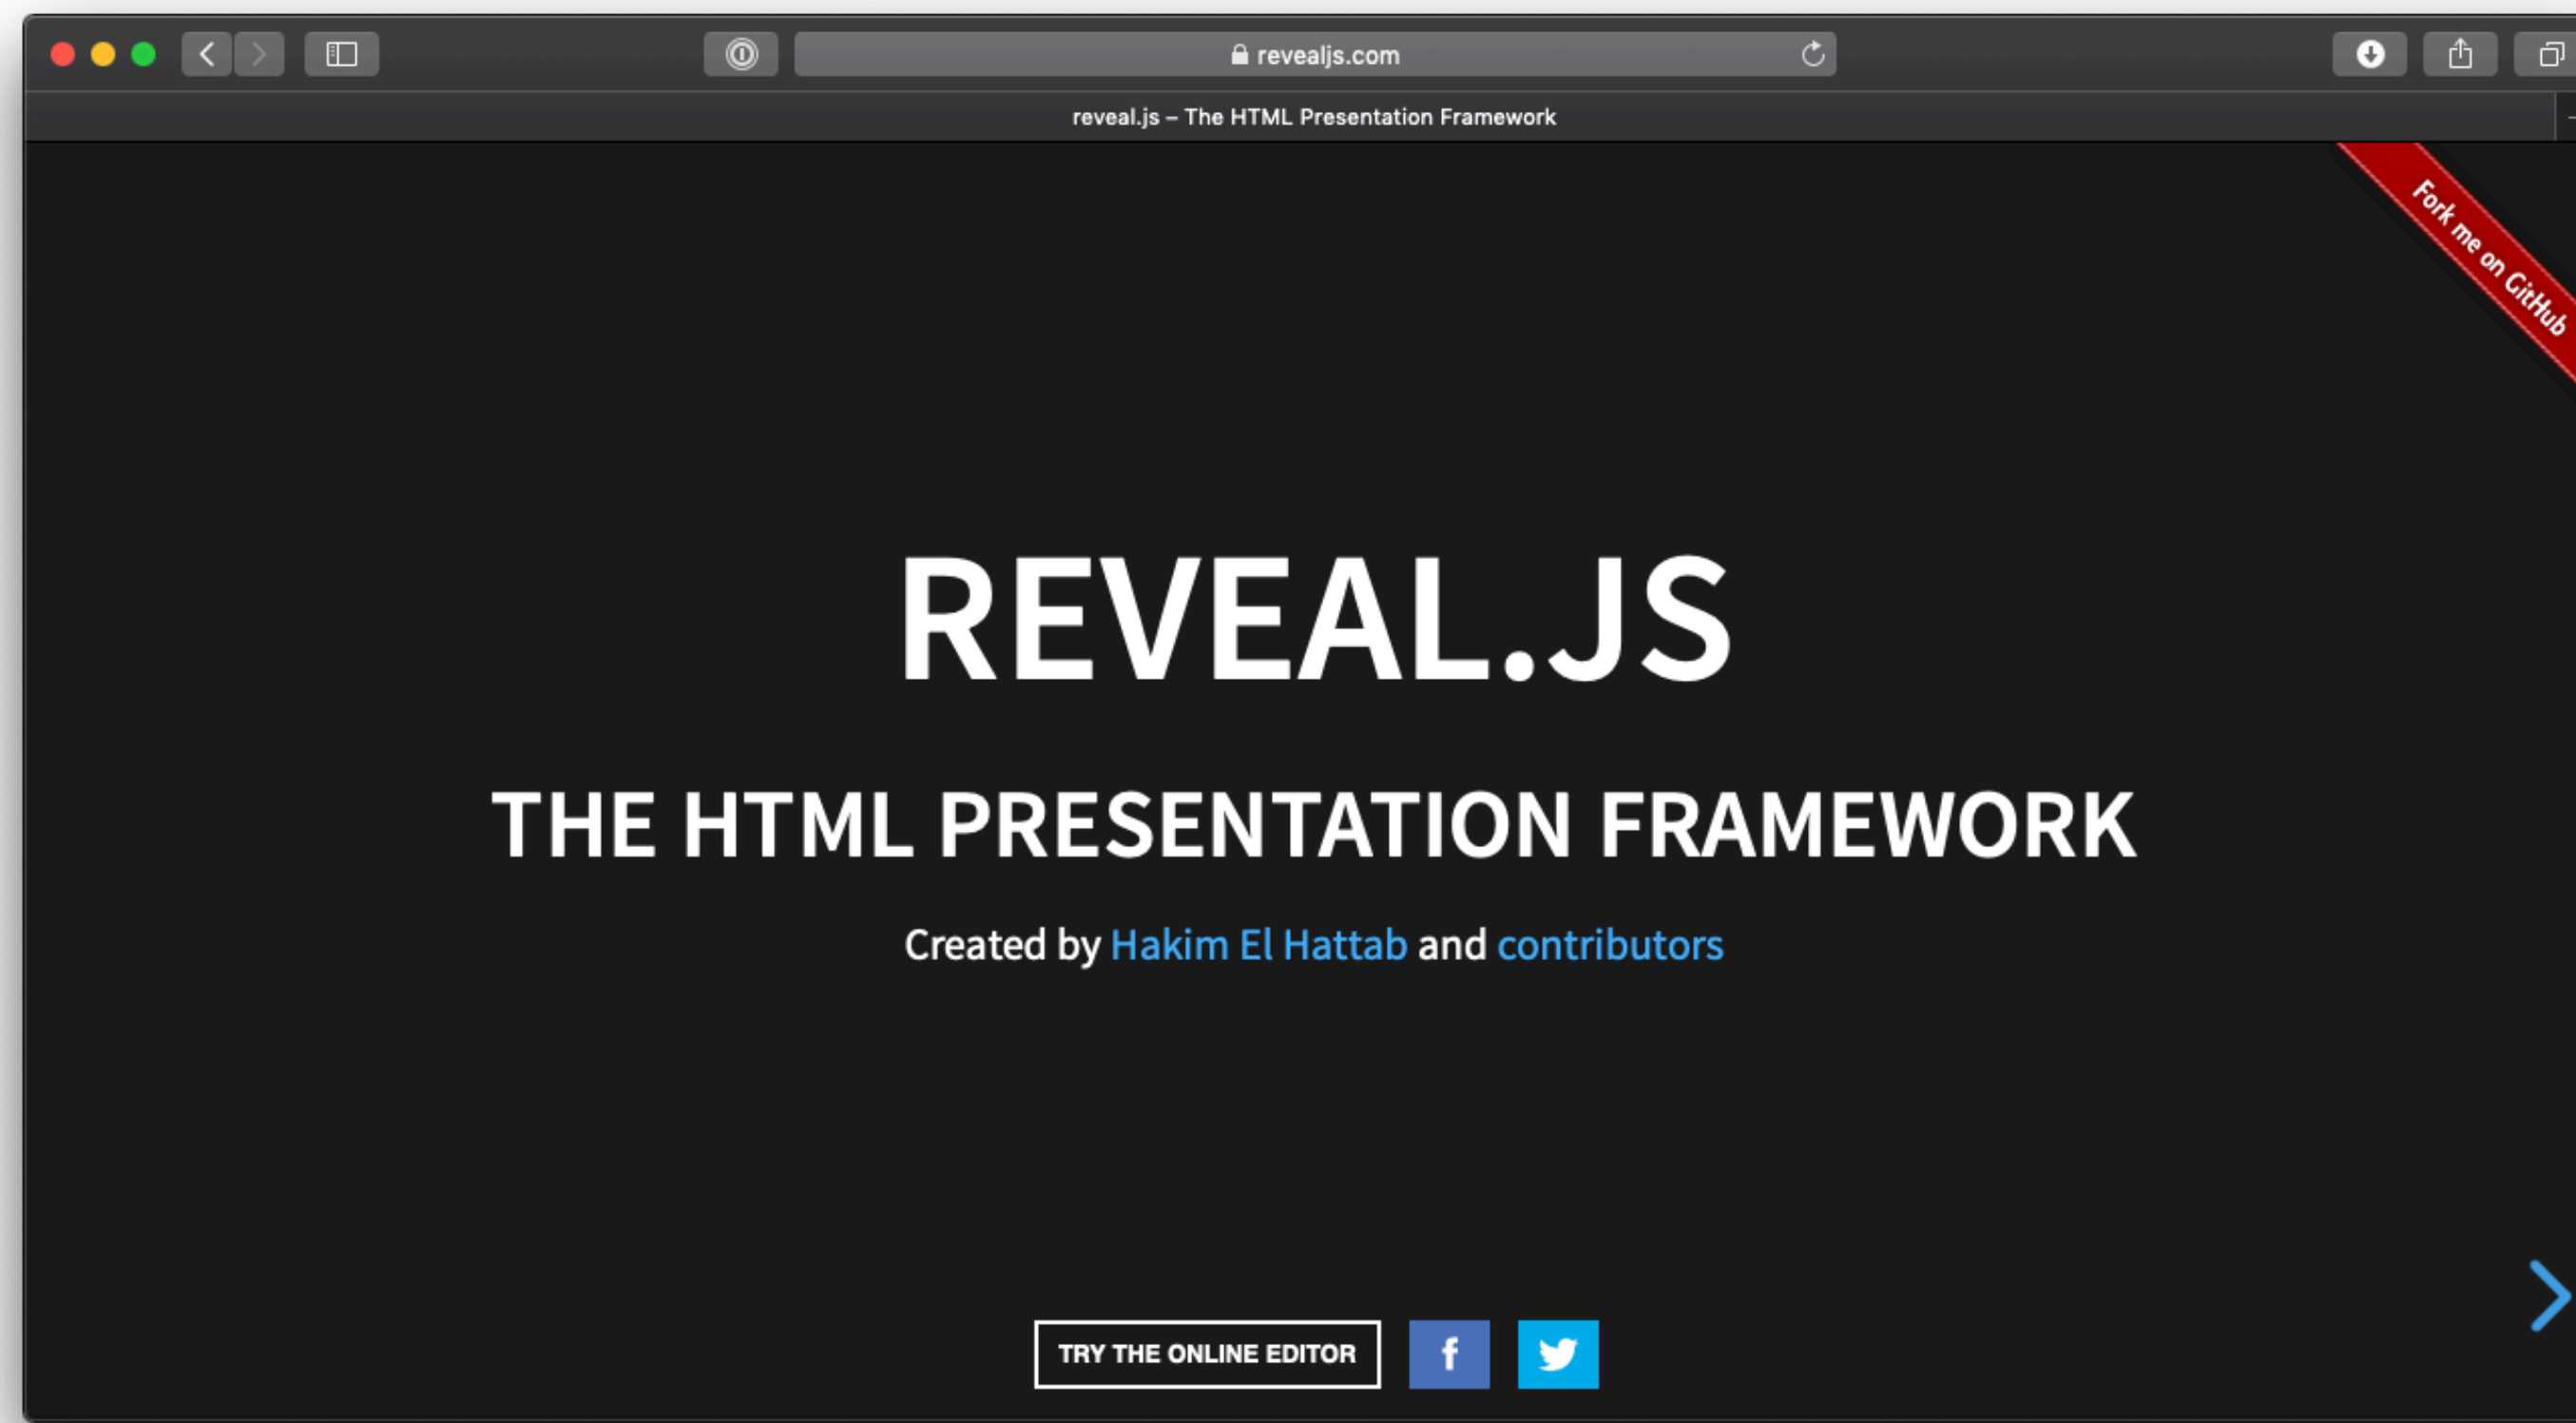 revealjs.com
reveal.js – The HTML Presentation Framework
Fork me on GitHub
REVEAL.JS
THE HTML PRESENTATION FRAMEWORK
Created by Hakim El Hattab and contributors
TRY THE ONLINE EDITOR